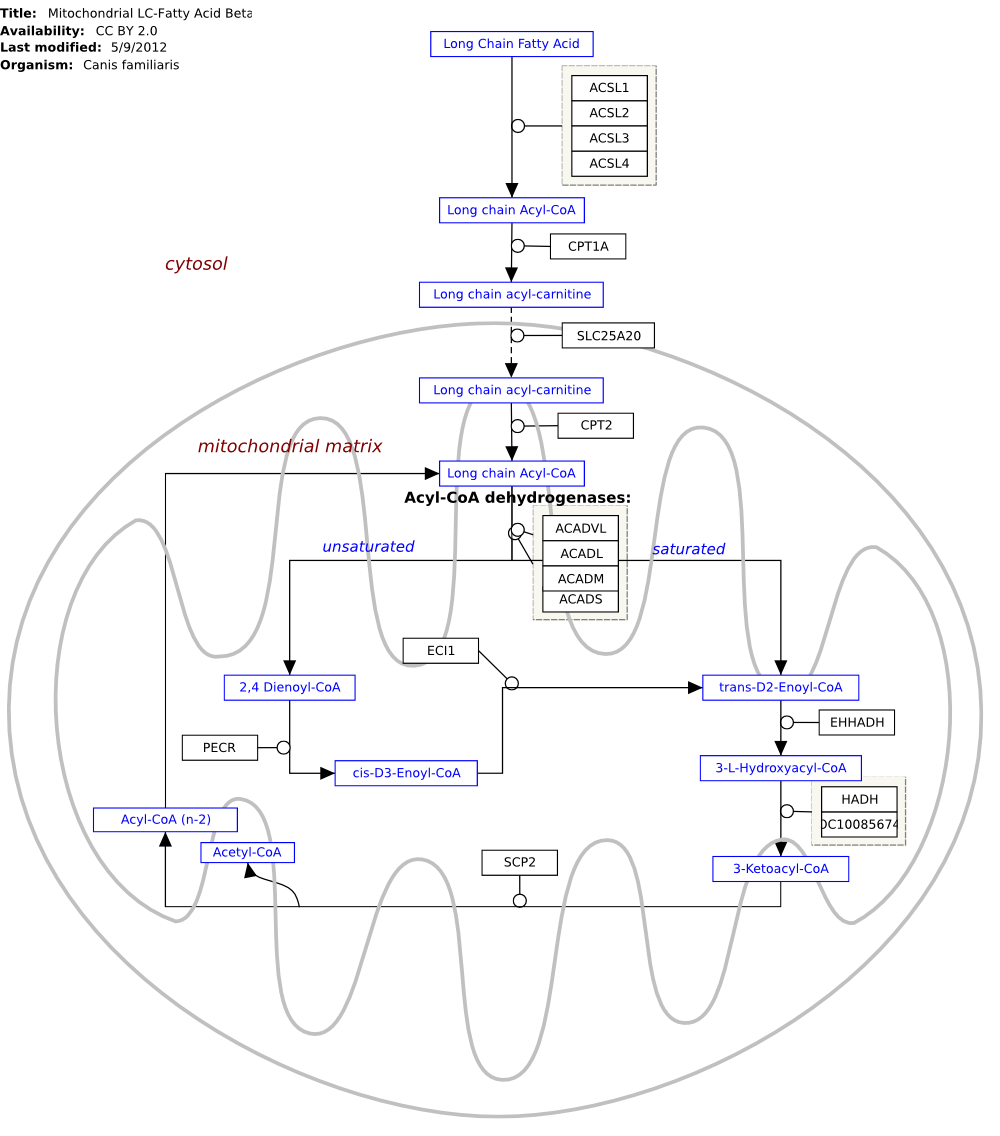 Title: Mitochondrial LC-Fatty Acid Beta
Availability: CC BY 2.0
Last modified: 5/9/2012
Organism: Canis familiaris
Long Chain Fatty Acid
ACSL1
ACSL2
ACSL3
ACSL4
Long chain Acyl-CoA
CPT1A
cytosol
Long chain acyl-carnitine
SLC25A20
Long chain acyl-carnitine
CPT2
mitochondrial matrix
Long chain Acyl-CoA
Acyl-CoA dehydrogenases:
ACADVL
unsaturated
ACADL
saturated
ACADM
ACADS
ECI1
2,4 Dienoyl-CoA
trans-D2-Enoyl-CoA
EHHADH
PECR
cis-D3-Enoyl-CoA
3-L-Hydroxyacyl-CoA
HADH
Acyl-CoA (n-2)
Acetyl-CoA
SCP2
3-Ketoacyl-CoA